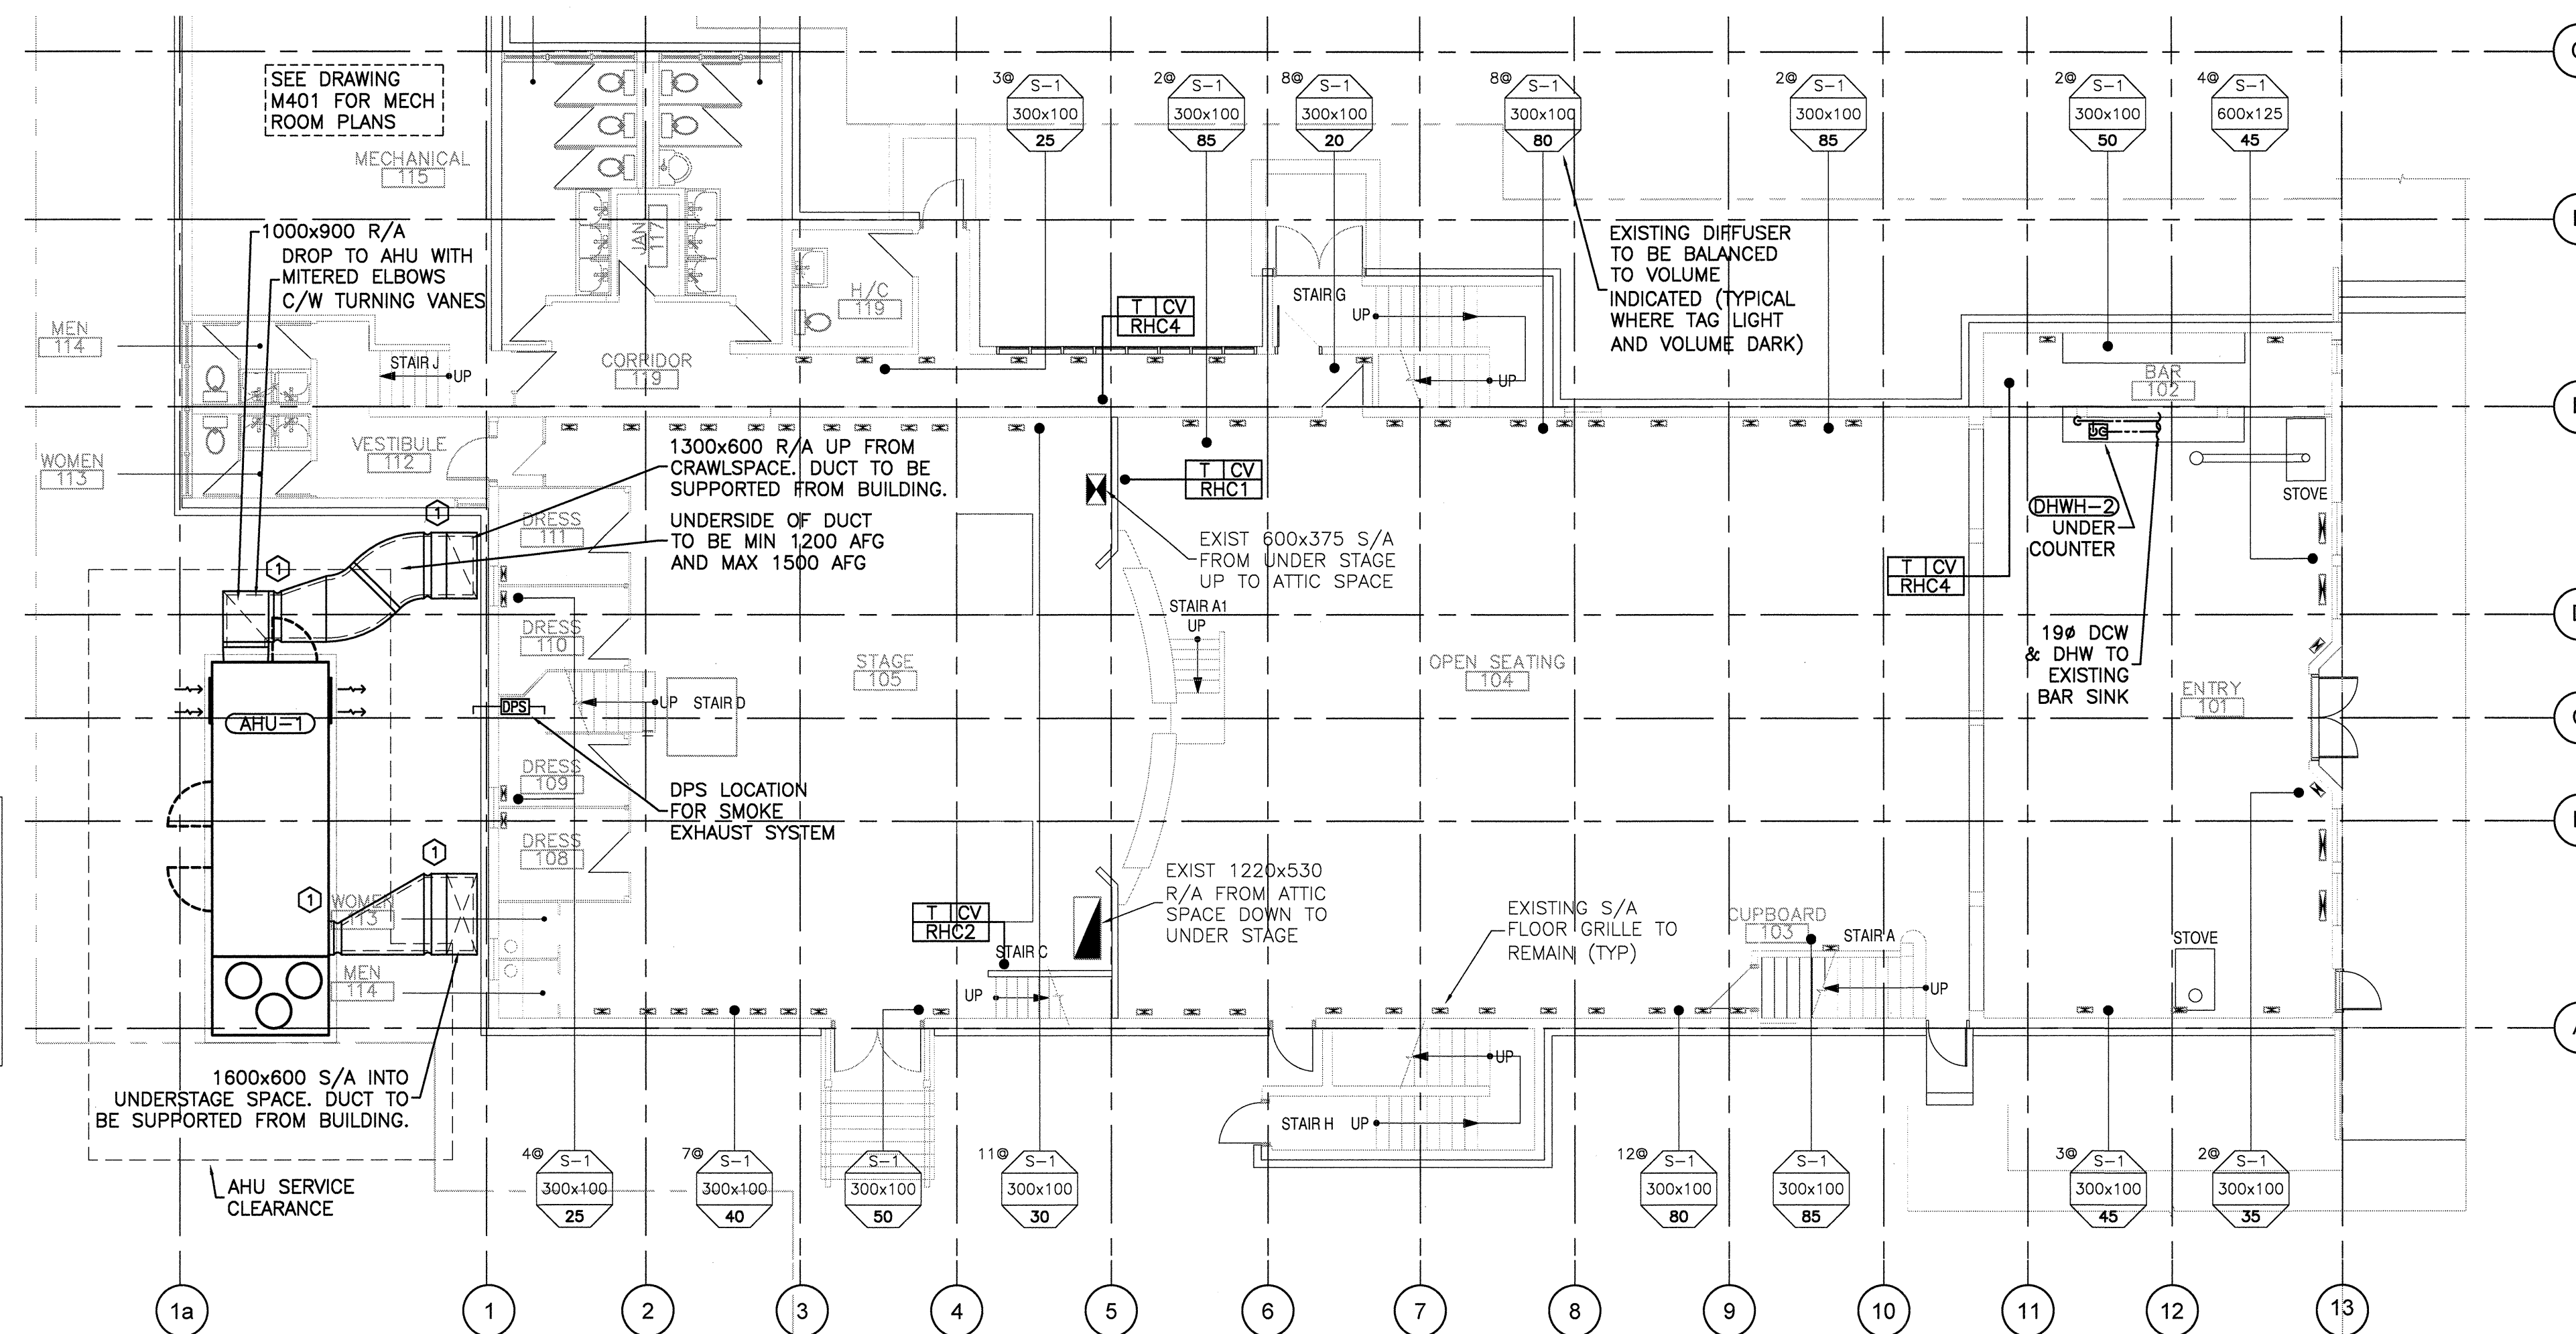 SEE DRAWING
M401 FOR MECH
ROOM PLANS
MECHANICAL
115
3@
S-1
300x100
25
2@
S-1
300x100
85
8@
S-1
300x100
20
8@
S-1
300x100
80
2@
S-1
300x100
85
2@
S-1
300x100
50
4@
S-1
600x125
45
1000x900 R/A
DROP TO AHU WITH
MITERED ELBOWS
C/W TURNING VANES
JAN
117
H/C
119
STAIR G
UP
UP
EXISTING DIFFUSER
TO BE BALANCED
TO VOLUME
INDICATED (TYPICAL
WHERE TAG LIGHT
AND VOLUME DARK)
T CV
RHC4
MEN
114
STAIR J
UP
CORRIDOR
119
BAR
102
WOMEN
113
VESTIBULE
112
1300x600 R/A UP FROM
CRAWLSPACE. DUCT TO BE
SUPPORTED FROM BUILDING.
UNDERSIDE OF DUCT
TO BE MIN 1200 AFG
AND MAX 1500 AFG
T CV
RHC1
EXIST 600x375 S/A
FROM UNDER STAGE
UP TO ATTIC SPACE
STOVE
DHWH-2
UNDER
COUNTER
T CV
RHC4
1
1
DRESS
111
DRESS
110
STAGE
105
STAIR A1
UP
OPEN SEATING
104
19ø DCW
& DHW TO
EXISTING
BAR SINK
ENTRY
101
AHU-1
DPS
UP
STAIR D
DRESS
109
DPS LOCATION
FOR SMOKE
EXHAUST SYSTEM
DRESS
108
1
1
WOMEN
113
MEN
114
T CV
RHC2
STAIR C
UP
EXIST 1220x530
R/A FROM ATTIC
SPACE DOWN TO
UNDER STAGE
EXISTING S/A
FLOOR GRILLE TO
REMAIN (TYP)
CUPBOARD
103
STAIR A
UP
STOVE
UP
STAIR H
UP
1600x600 S/A INTO
UNDERSTAGE SPACE. DUCT TO
BE SUPPORTED FROM BUILDING.
AHU SERVICE
CLEARANCE
4@
S-1
300x100
25
7@
S-1
300x100
40
S-1
300x100
50
11@
S-1
300x100
30
12@
S-1
300x100
80
S-1
300x100
85
3@
S-1
300x100
45
2@
S-1
300x100
35
1a
1
2
3
4
5
6
7
8
9
10
11
12
13